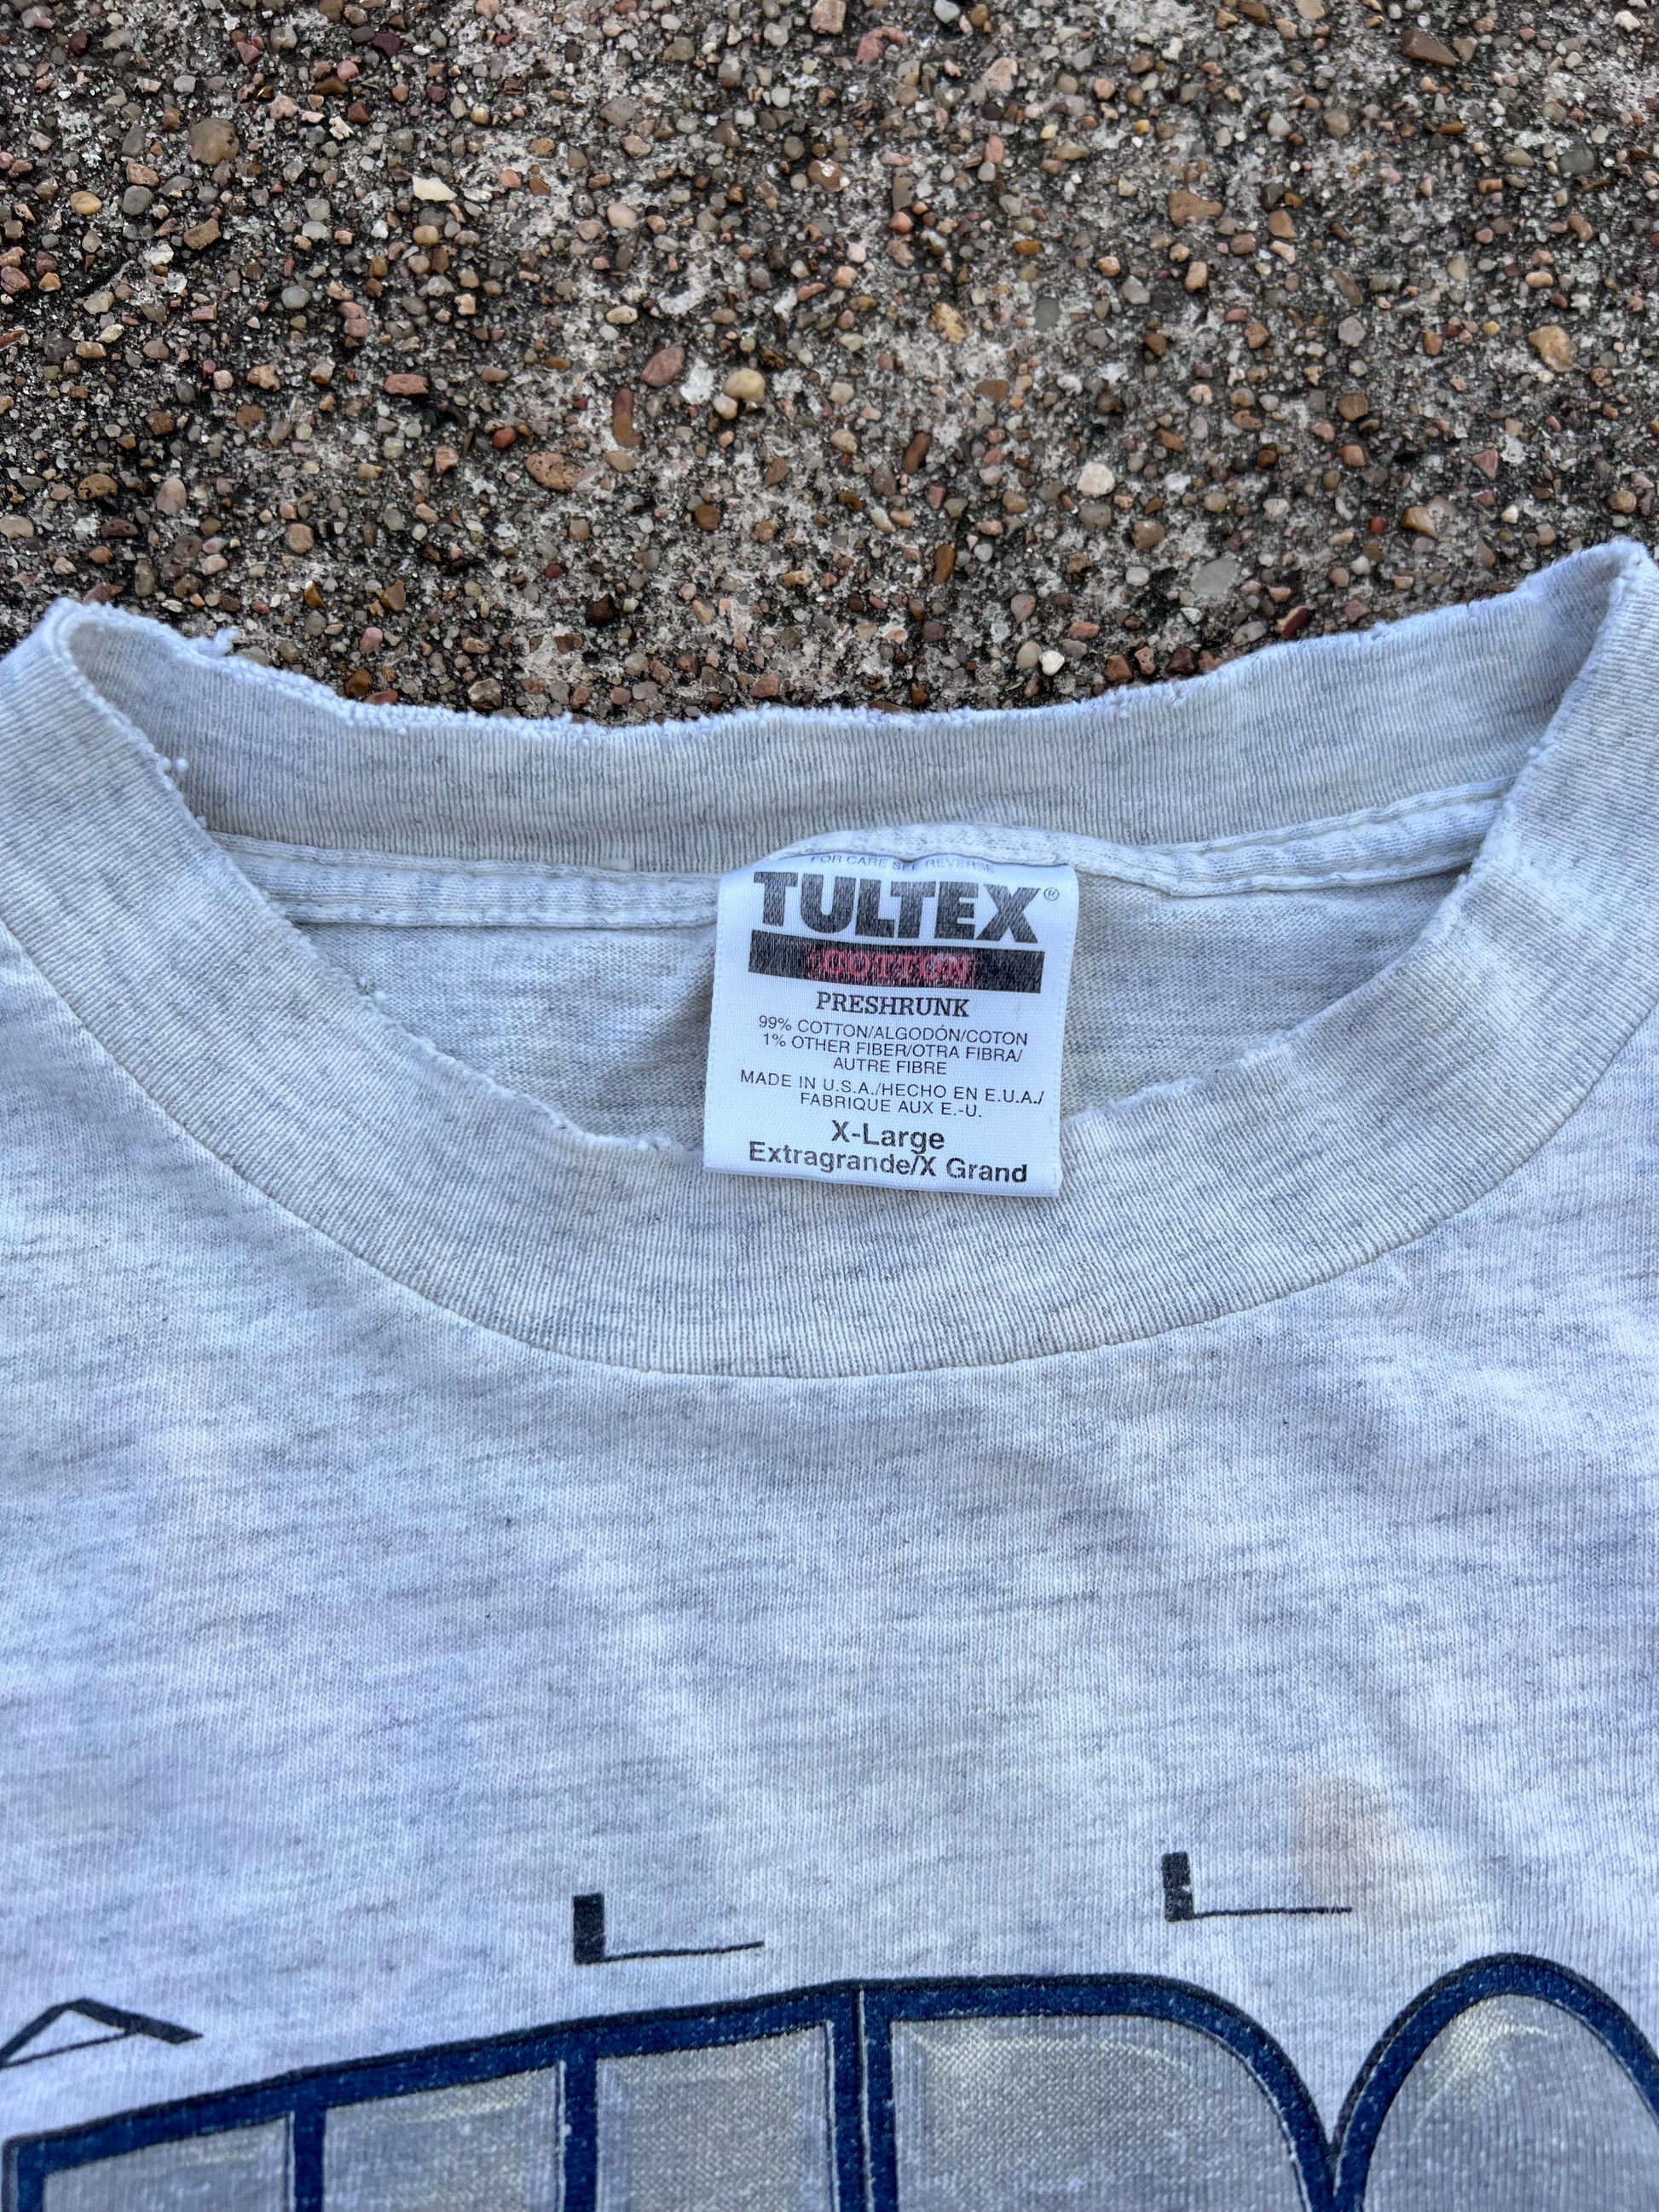 FOR CARE SEE REVERSE
TULTEX®
COTTON
PRESHRUNK
99% COTTON/ALGODÓN/COTON
1% OTHER FIBER/OTRA FIBRA/
AUTRE FIBRE
MADE IN U.S.A./HECHO EN E.U.A./
FABRIQUE AUX E.-U.
X-Large
Extragrande/X Grand
A L L